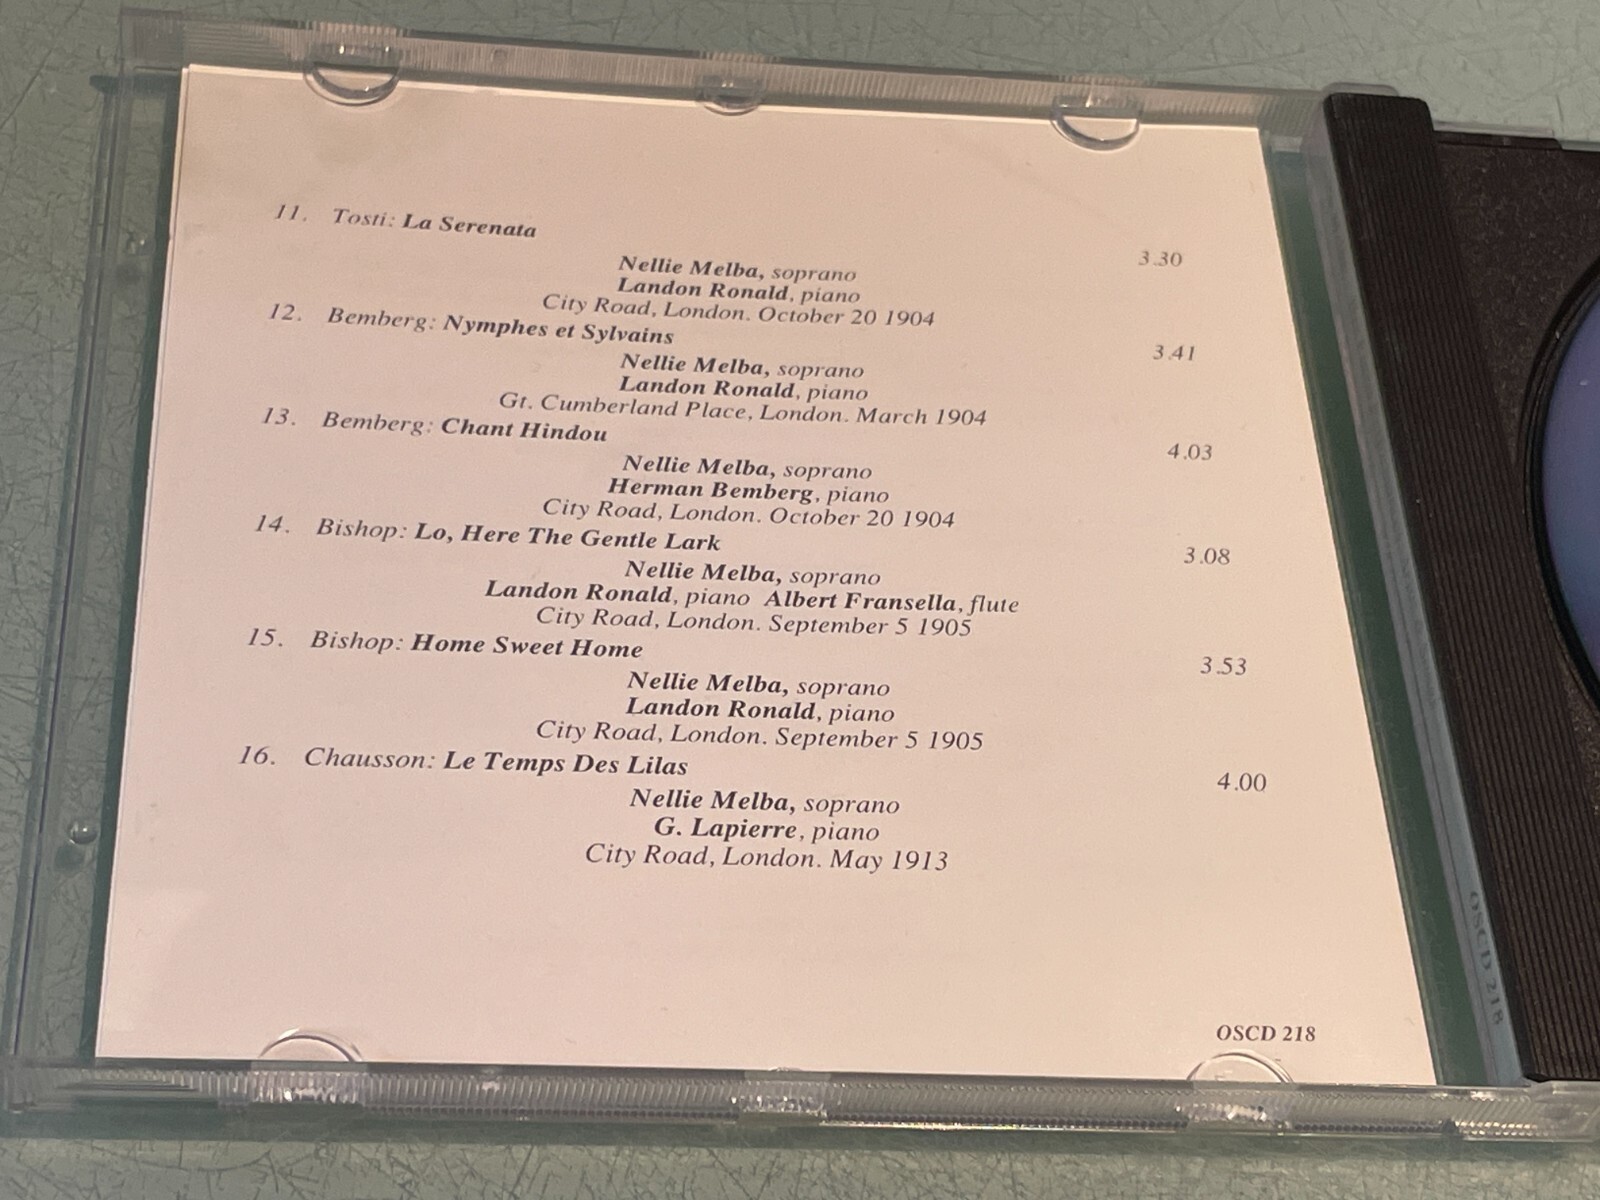 11. Tosti: La Serenata
3.30
Nellie Melba, soprano
Landon Ronald, piano
City Road, London. October 20 1904
12. Bemberg: Nymphes et Sylvains
3.41
Nellie Melba, soprano
Landon Ronald, piano
Gt. Cumberland Place, London. March 1904
13. Bemberg: Chant Hindou
4.03
Nellie Melba, soprano
Herman Bemberg, piano
City Road, London. October 20 1904
14. Bishop: Lo, Here The Gentle Lark
3.08
Nellie Melba, soprano
Landon Ronald, piano Albert Fransella, flute
City Road, London. September 5 1905
15. Bishop: Home Sweet Home
3.53
Nellie Melba, soprano
Landon Ronald, piano
City Road, London. September 5 1905
16. Chausson: Le Temps Des Lilas
4.00
Nellie Melba, soprano
G. Lapierre, piano
City Road, London. May 1913
OSCD 218
OSCD 218